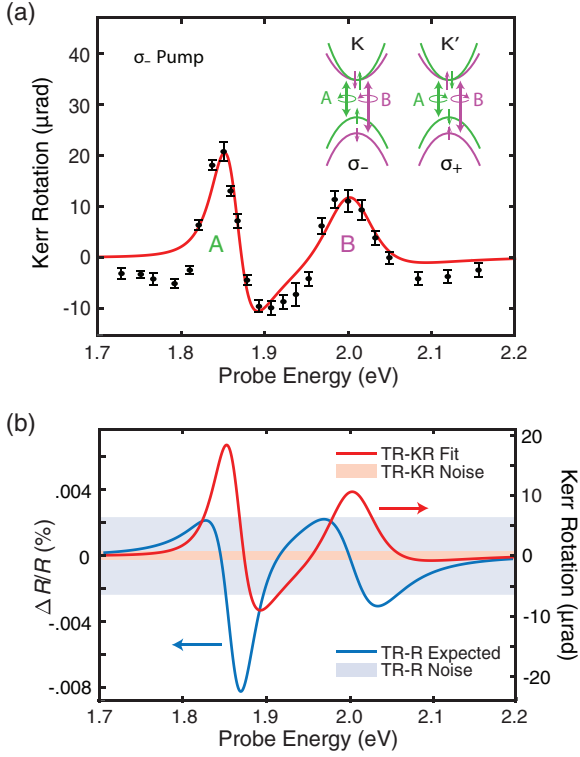 (a)
σ₋ Pump
K
K′
A
B
A
B
σ₋
σ₊
A
B
40
30
20
10
0
-10
Kerr Rotation (μrad)
1.7
1.8
1.9
2.0
2.1
2.2
Probe Energy (eV)
(b)
TR-KR Fit
TR-KR Noise
TR-R Expected
TR-R Noise
.004
0
-.004
-.008
Δ R/R (%)
20
10
0
-10
-20
Kerr Rotation (μrad)
1.7
1.8
1.9
2.0
2.1
2.2
Probe Energy (eV)